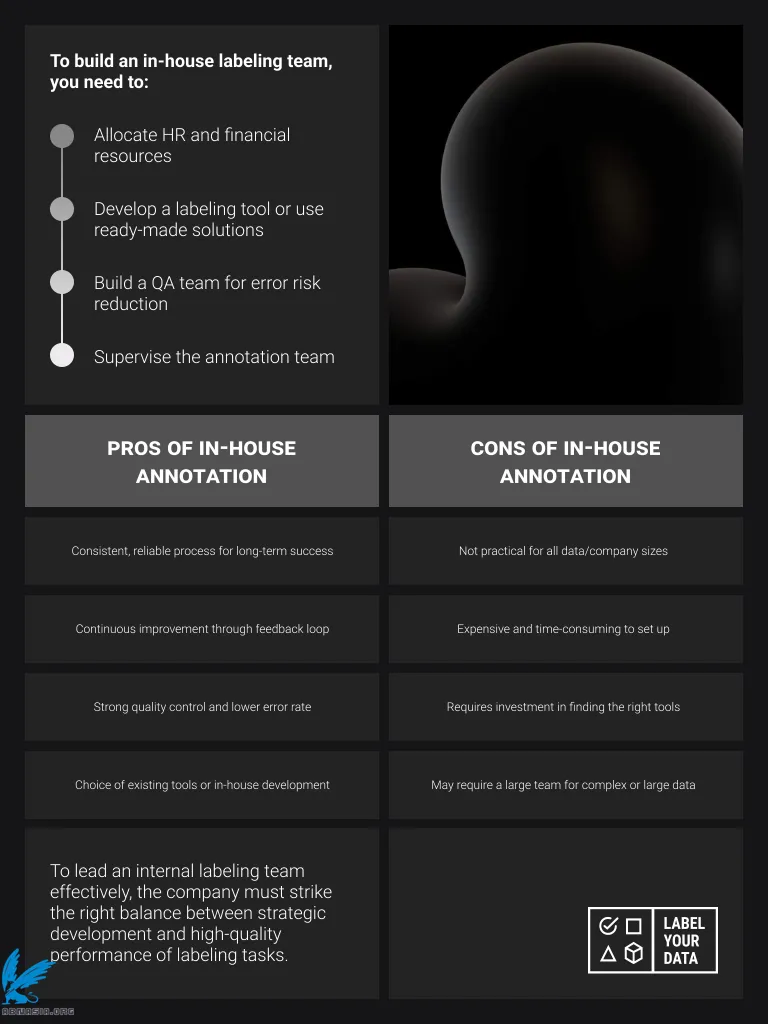 To build an in-house labeling team,
you need to:
Allocate HR and financial
resources
Develop a labeling tool or use
ready-made solutions
Build a QA team for error risk
reduction
Supervise the annotation team
PROS OF IN-HOUSE
ANNOTATION
Consistent, reliable process for long-term success
Continuous improvement through feedback loop
Strong quality control and lower error rate
Choice of existing tools or in-house development
CONS OF IN-HOUSE
ANNOTATION
Not practical for all data/company sizes
Expensive and time-consuming to set up
Requires investment in finding the right tools
May require a large team for complex or large data
To lead an internal labeling team
effectively, the company must strike
the right balance between strategic
development and high-quality
performance of labeling tasks.
LABEL
YOUR
DATA